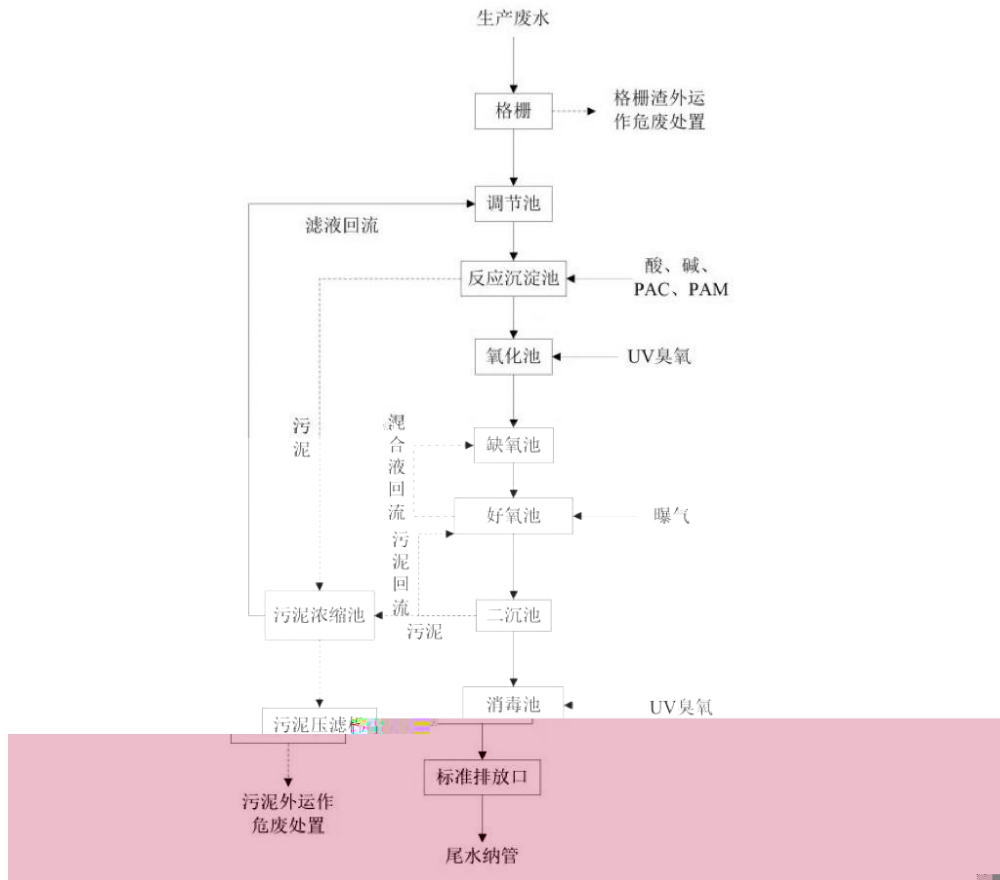 生产废水
格栅
格栅渣外运
作危废处置
调节池
滤液回流
反应沉淀池
酸、碱、
PAC、PAM
氧化池
UV臭氧
污
泥
混
合
液
回
流
缺氧池
好氧池
曝气
污
泥
回
流
污泥浓缩池
二沉池
污泥
消毒池
UV臭氧
污泥压滤
标准排放口
污泥外运作
危废处置
尾水纳管